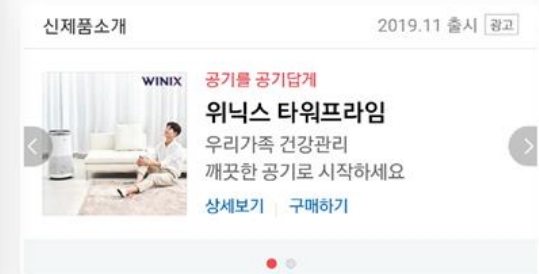 신제품소개
2019.11 출시 광고
WINIX
공기를 공기답게
위닉스 타워프라임
우리가족 건강관리
깨끗한 공기로 시작하세요
상세보기 구매하기